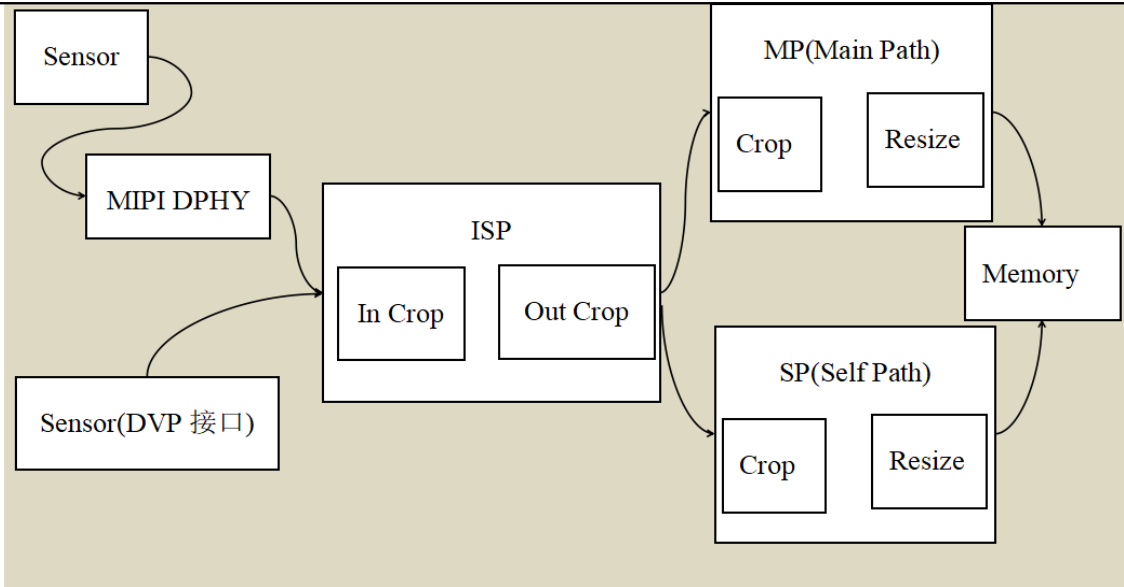 Sensor
MIPI DPHY
Sensor(DVP 接口)
ISP
In Crop
Out Crop
MP(Main Path)
Crop
Resize
SP(Self Path)
Crop
Resize
Memory